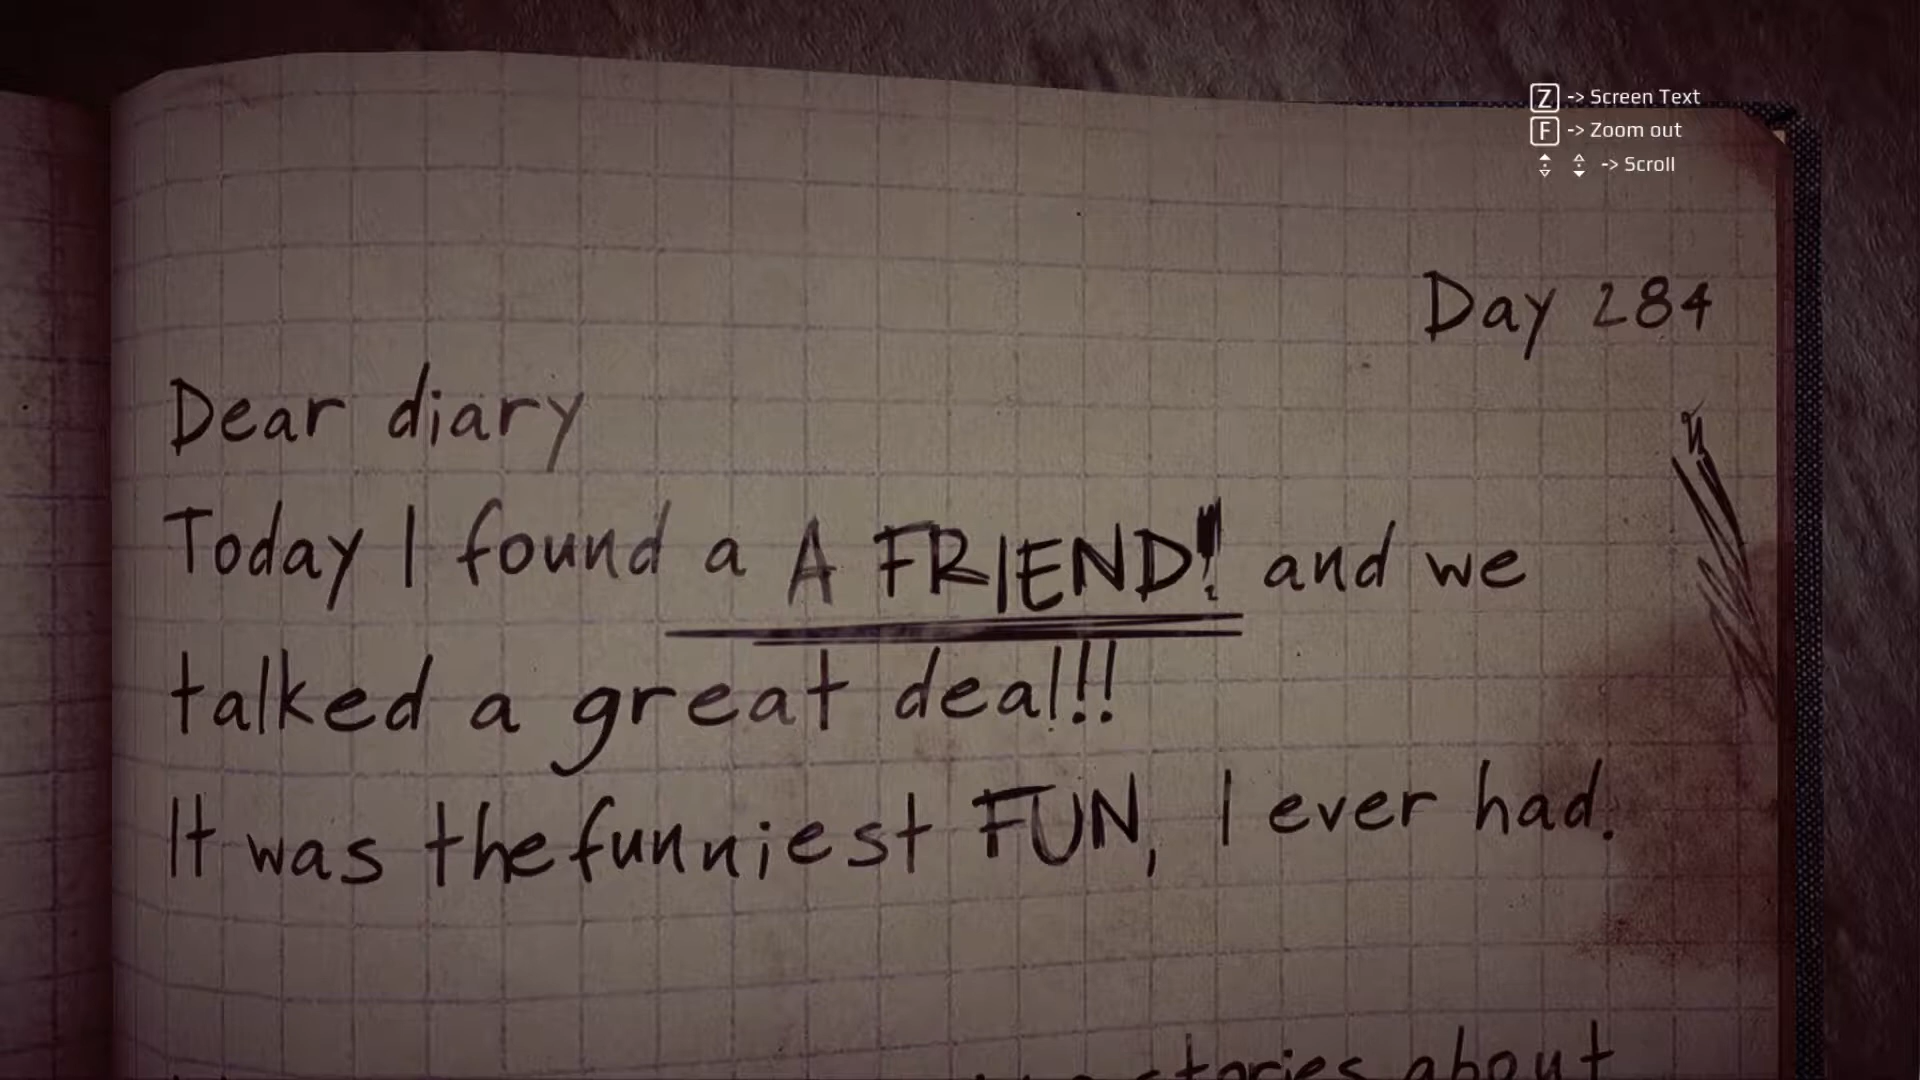 Z -> Screen Text
F -> Zoom out
-> Scroll
Day 284
Dear diary
Today I found a A FRIEND! and we
talked a great deal!!
It was the funniest FUN, I ever had.
stories about